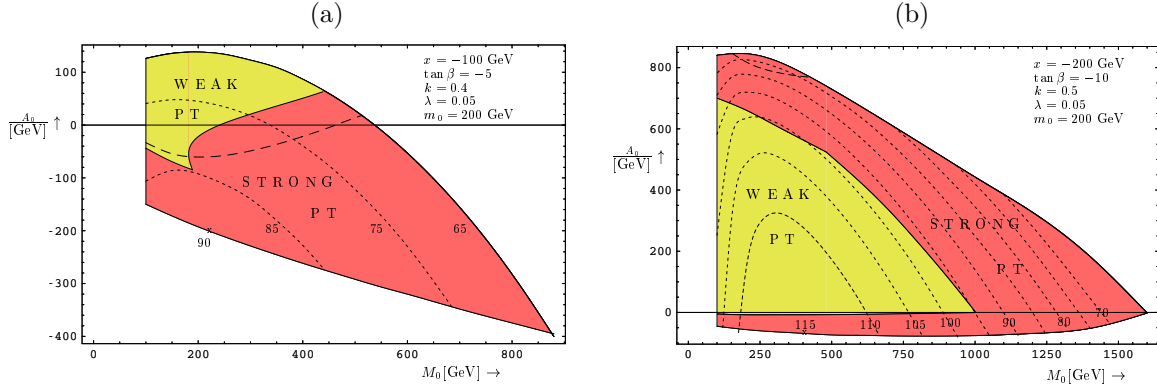 (a)
x = −100 GeV
tan β = −5
k = 0.4
λ = 0.05
m₀ = 200 GeV
WEAK
PT
STRONG
PT
90
x
85
75
65
A₀
[GeV] ↑
100
0
-100
-200
-300
-400
0
200
400
600
800
M₀[GeV] →
(b)
x = −200 GeV
tan β = −10
k = 0.5
λ = 0.05
m₀ = 200 GeV
WEAK
PT
STRONG
PT
115
x
110
105
100
90
80
70
A₀
[GeV] ↑
800
600
400
200
0
0
250
500
750
1000
1250
1500
M₀[GeV] →